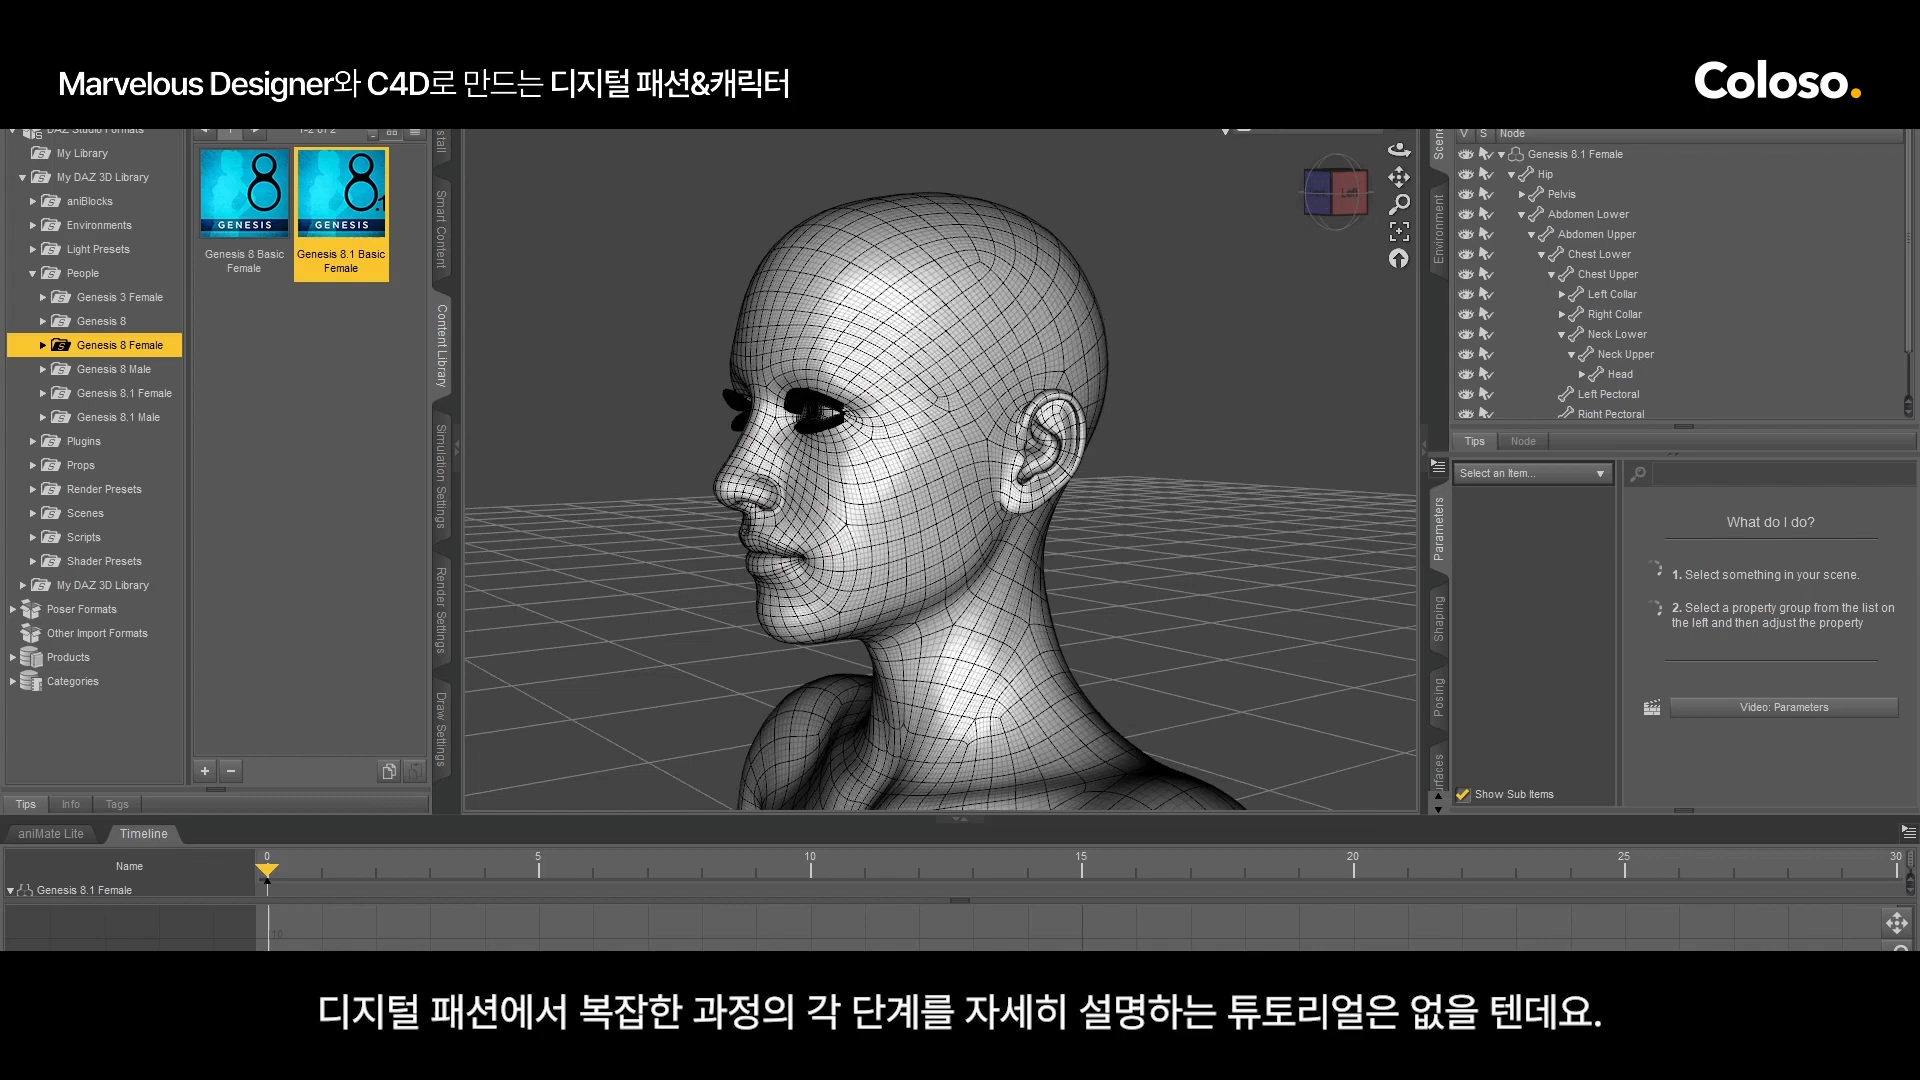 Marvelous Designer와 C4D로 만드는 디지털 패션&캐릭터
Coloso.
DAZ Studio Formats
My Library
My DAZ 3D Library
aniBlocks
Environments
Light Presets
People
Genesis 3 Female
Genesis 8
Genesis 8 Female
Genesis 8 Male
Genesis 8.1 Female
Genesis 8.1 Male
Plugins
Props
Render Presets
Scenes
Scripts
Shader Presets
My DAZ 3D Library
Poser Formats
Other Import Formats
Products
Categories
Tips Info Tags
8
GENESIS
Genesis 8 Basic
Female
8.1
GENESIS
Genesis 8.1 Basic
Female
Smart Content
Content Library
Simulation Settings
Render Settings
Draw Settings
Left
Environment
V S Node
Genesis 8.1 Female
Hip
Pelvis
Abdomen Lower
Abdomen Upper
Chest Lower
Chest Upper
Left Collar
Right Collar
Neck Lower
Neck Upper
Head
Left Pectoral
Right Pectoral
Tips Node
Parameters
Shaping
Posing
Select an Item...
What do I do?
1. Select something in your scene.
2. Select a property group from the list on
the left and then adjust the property
Video: Parameters
Show Sub Items
aniMate Lite Timeline
Name
0 5 10 15 20 25 30
Genesis 8.1 Female
10
디지털 패션에서 복잡한 과정의 각 단계를 자세히 설명하는 튜토리얼은 없을 텐데요.